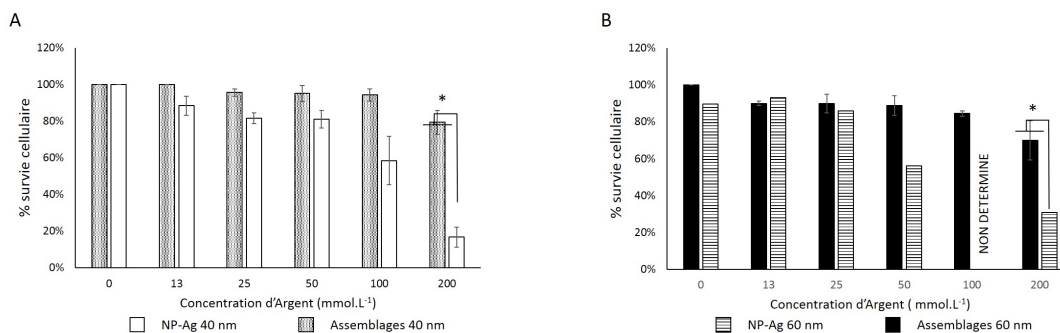 A
120%
100%
80%
60%
40%
20%
0%
% survie cellulaire
*
0 13 25 50 100 200
Concentration d'Argent (mmol.L-1)
NP-Ag 40 nm Assemblages 40 nm
B
120%
100%
80%
60%
40%
20%
0%
% survie cellulaire
NON DETERMINE
*
0 13 25 50 100 200
Concentration d'Argent ( mmol.L-1)
NP-Ag 60 nm Assemblages 60 nm